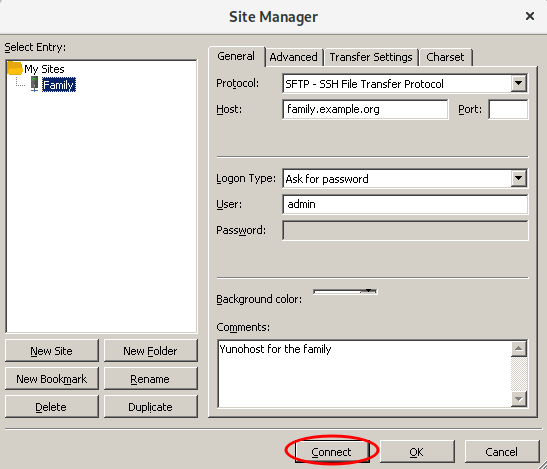 Site Manager
Select Entry:
My Sites
Family
New Site
New Folder
New Bookmark
Rename
Delete
Duplicate
General
Advanced
Transfer Settings
Charset
Protocol:
SFTP - SSH File Transfer Protocol
Host:
family.example.org
Port:
Logon Type:
Ask for password
User:
admin
Password:
Background color:
Comments:
Yunohost for the family
Connect
OK
Cancel